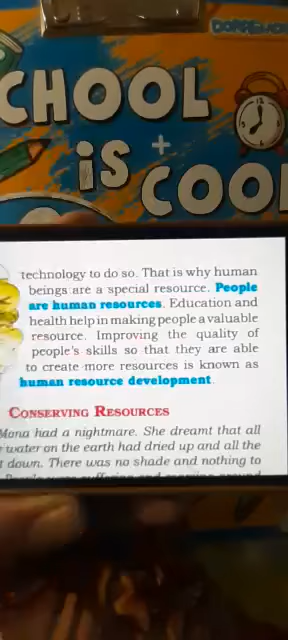 CHOOL
is +
COOL
technology to do so. That is why human
beings are a special resource. People
are human resources. Education and
health help in making people a valuable
resource. Improving the quality of
people's skills so that they are able
to create more resources is known as
human resource development.
CONSERVING RESOURCES
Mona had a nightmare. She dreamt that all
water on the earth had dried up and all the
t down. There was no shade and nothing to